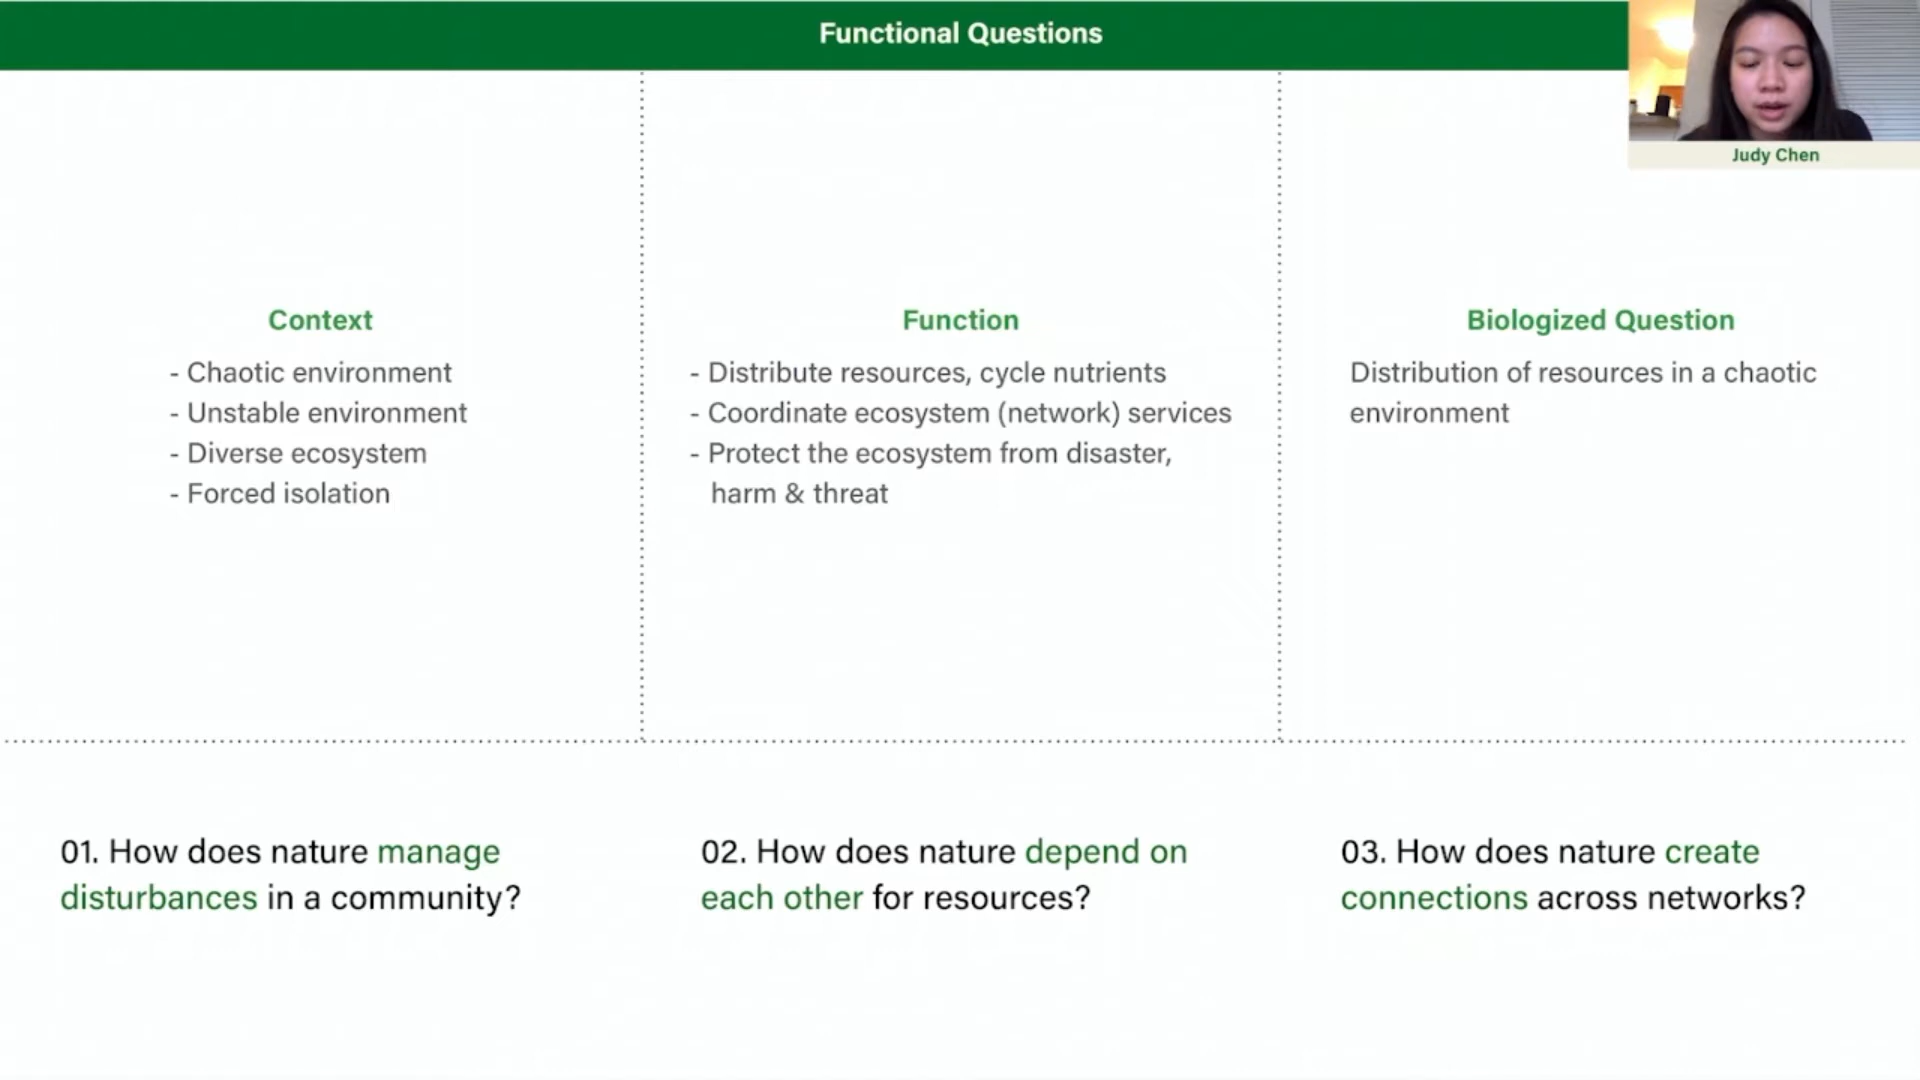 Functional Questions
Judy Chen
Context
- Chaotic environment
- Unstable environment
- Diverse ecosystem
- Forced isolation
Function
- Distribute resources, cycle nutrients
- Coordinate ecosystem (network) services
- Protect the ecosystem from disaster,
harm & threat
Biologized Question
Distribution of resources in a chaotic
environment
01. How does nature manage
disturbances in a community?
02. How does nature depend on
each other for resources?
03. How does nature create
connections across networks?